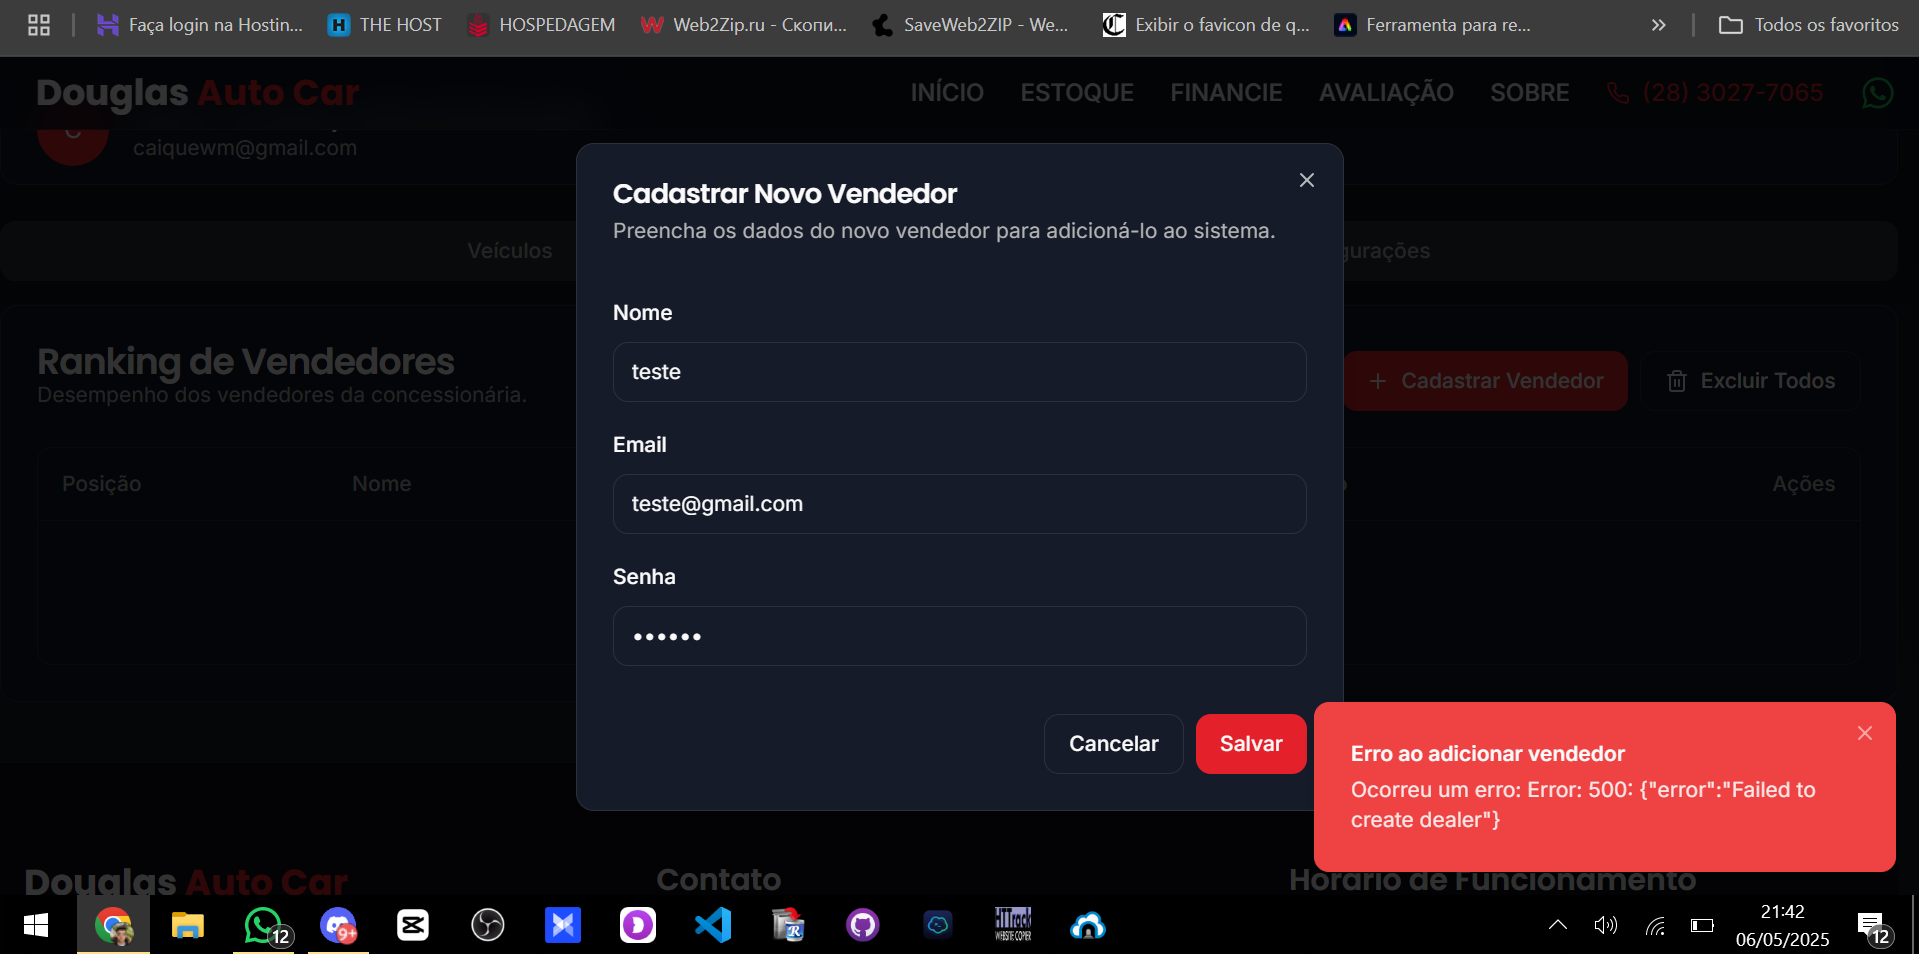 Faça login na Hostin...
THE HOST
HOSPEDAGEM
Web2Zip.ru - Скопи...
SaveWeb2ZIP - We...
Exibir o favicon de q...
Ferramenta para re...
Todos os favoritos
Douglas Auto Car
INÍCIO
ESTOQUE
FINANCIE
AVALIAÇÃO
SOBRE
(28) 3027-7065
caiquewm@gmail.com
Cadastrar Novo Vendedor
Preencha os dados do novo vendedor para adicioná-lo ao sistema.
Veículos
gurações
Nome
teste
Ranking de Vendedores
Desempenho dos vendedores da concessionária.
+ Cadastrar Vendedor
Excluir Todos
Email
teste@gmail.com
Posição
Nome
Ações
Senha
••••••
Cancelar
Salvar
Erro ao adicionar vendedor
Ocorreu um erro: Error: 500: {"error":"Failed to
create dealer"}
Douglas Auto Car
Contato
Horário de Funcionamento
12
9+
HTTrack
WEBSITE COPIER
21:42
06/05/2025
12